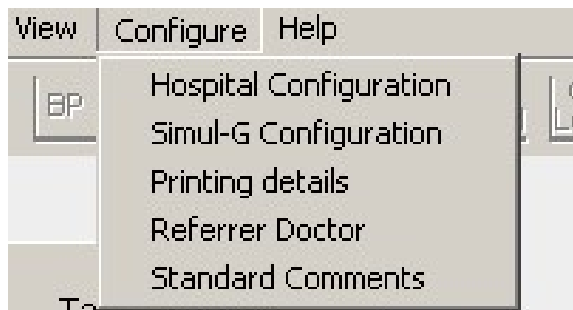 View Configure Help
Hospital Configuration
BP
Simul-G Configuration
Printing details
Referrer Doctor
Standard Comments